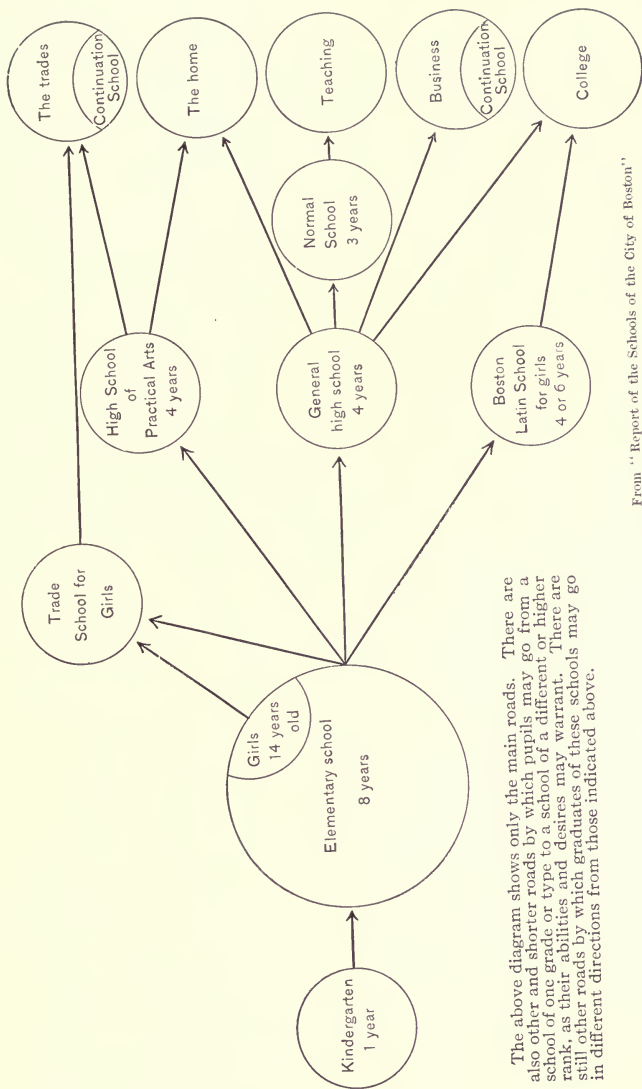 Kindergarten
1 year
Girls
14 years
old
Elementary school
8 years
Trade
School for
Girls
High School
of
Practical Arts
4 years
General
high school
4 years
Boston
Latin School
for girls
4 or 6 years
Normal
School
3 years
The trades
Continuation
School
The home
Teaching
Business
Continuation
School
College
The above diagram shows only the main roads. There are
also other and shorter roads by which pupils may go from a
school of one grade or type to a school of a different or higher
rank, as their abilities and desires may warrant. There are
still other roads by which graduates of these schools may go
in different directions from those indicated above.
From “Report of the Schools of the City of Boston”